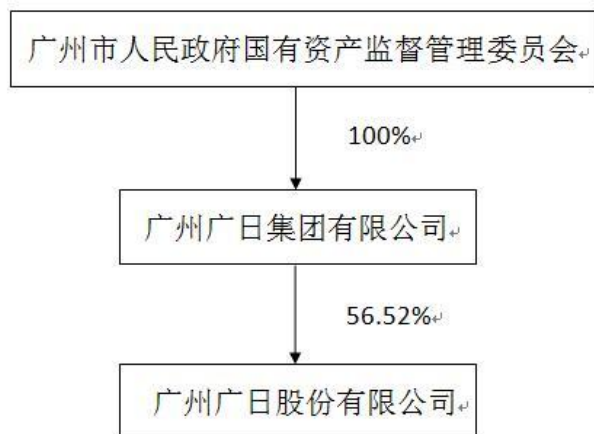 广州市人民政府国有资产监督管理委员会
100%
广州广日集团有限公司
56.52%
广州广日股份有限公司